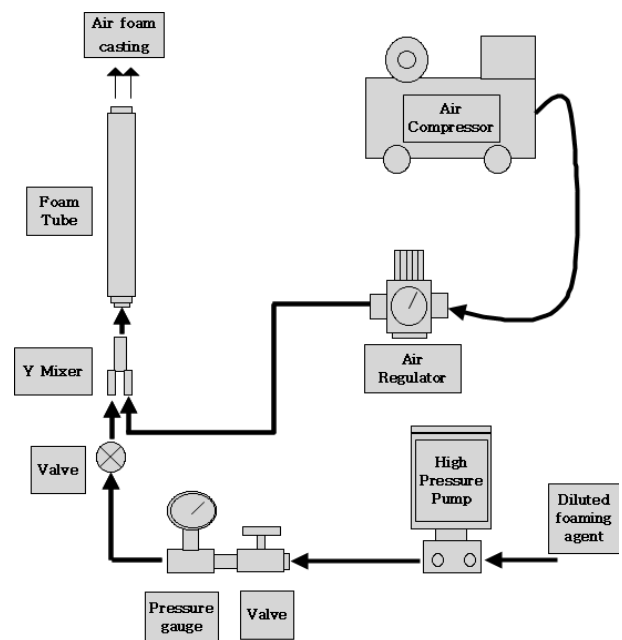 Air foam
casting
Air
Compressor
Foam
Tube
Air
Regulator
Y Mixer
Valve
High
Pressure
Pump
Diluted
foaming
agent
Pressure
gauge
Valve